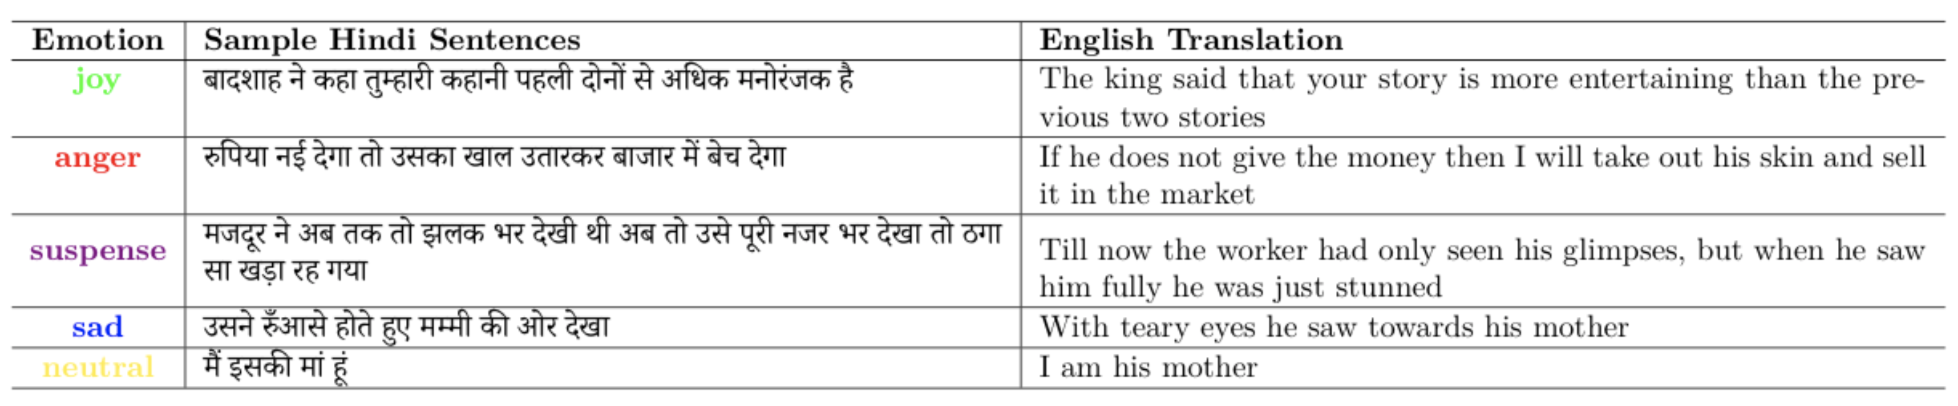 Emotion Sample Hindi Sentences English Translation
joy बादशाह ने कहा तुम्हारी कहानी पहली दोनों से अधिक मनोरंजक है The king said that your story is more entertaining than the pre-
vious two stories
anger रुपिया नई देगा तो उसका खाल उतारकर बाजार में बेच देगा If he does not give the money then I will take out his skin and sell
it in the market
suspense मजदूर ने अब तक तो झलक भर देखी थी अब तो उसे पूरी नजर भर देखा तो ठगा
सा खड़ा रह गया
Till now the worker had only seen his glimpses, but when he saw
him fully he was just stunned
sad उसने रुँआसे होते हुए मम्मी की ओर देखा With teary eyes he saw towards his mother
neutral मैं इसकी मां हूं I am his mother